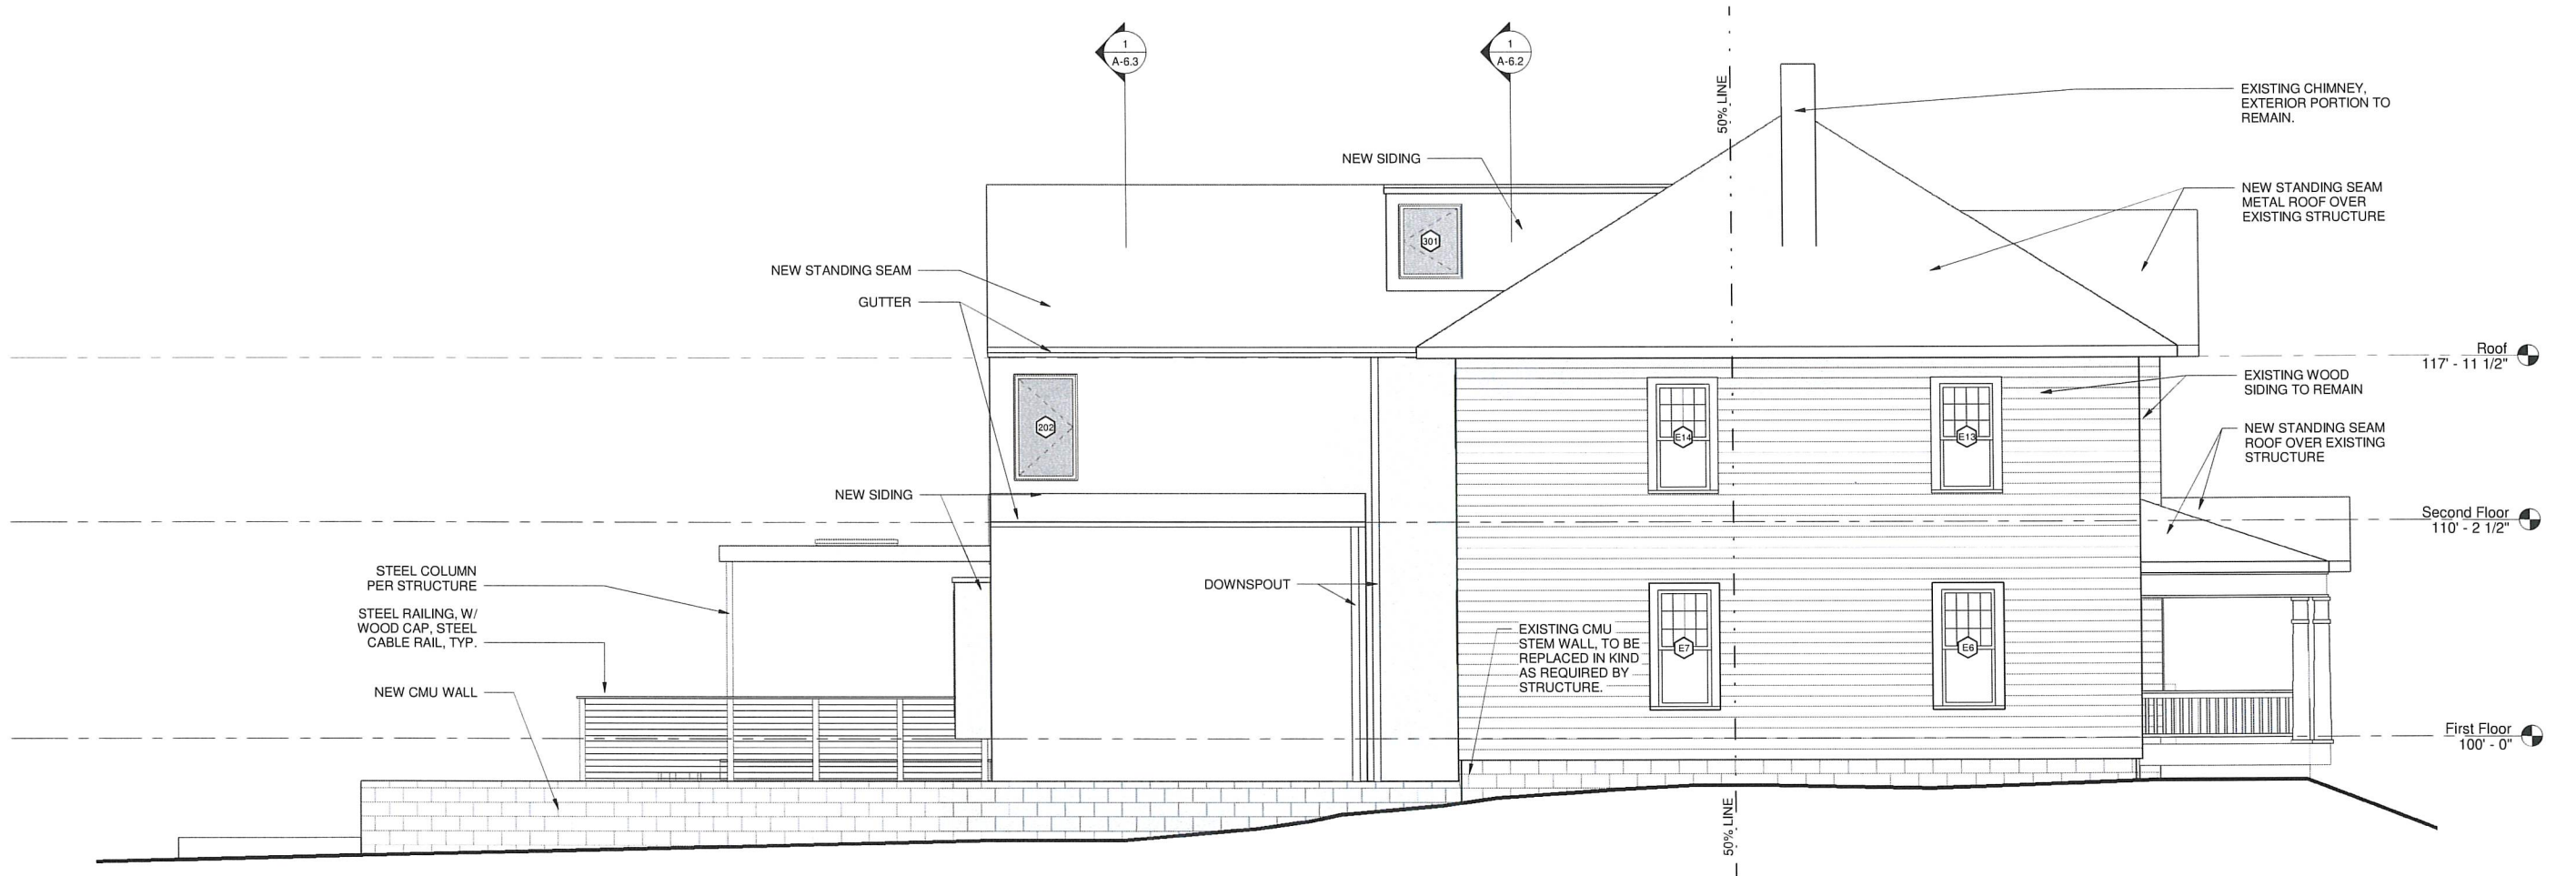 1
A-6.3
1
A-6.2
50% LINE
EXISTING CHIMNEY,
EXTERIOR PORTION TO
REMAIN.
NEW SIDING
NEW STANDING SEAM
METAL ROOF OVER
EXISTING STRUCTURE
301
NEW STANDING SEAM
GUTTER
Roof
117' - 11 1/2"
EXISTING WOOD
SIDING TO REMAIN
202
E14
E13
NEW STANDING SEAM
ROOF OVER EXISTING
STRUCTURE
NEW SIDING
Second Floor
110' - 2 1/2"
STEEL COLUMN
PER STRUCTURE
DOWNSPOUT
STEEL RAILING, W/
WOOD CAP, STEEL
CABLE RAIL, TYP.
EXISTING CMU
STEM WALL, TO BE
REPLACED IN KIND
AS REQUIRED BY
STRUCTURE.
E7
E6
NEW CMU WALL
First Floor
100' - 0"
50% LINE